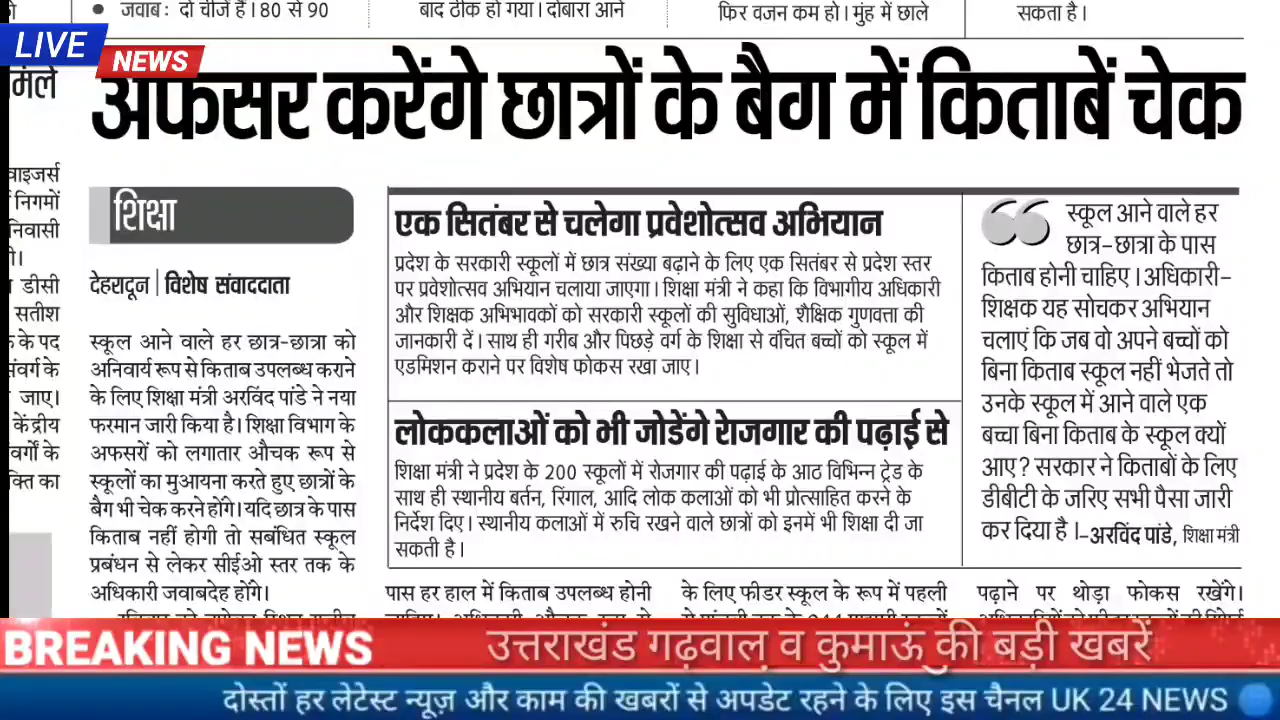 जवाब: दो चीजें हैं। 80 से 90
बाद ठीक हो गया। दोबारा आने
फिर वजन कम हो। मुंह में छाले
सकता है।
LIVE
NEWS
अफसर करेंगे छात्रों के बैग में किताबें चेक
वाइजर्स
निगमों
निवासी
डीसी
सतीश
के पद
संवर्ग के
जाए।
केंद्रीय
वर्गों के
क्ति का
शिक्षा
देहरादून | विशेष संवाददाता
स्कूल आने वाले हर छात्र-छात्रा को
अनिवार्य रूप से किताब उपलब्ध कराने
के लिए शिक्षा मंत्री अरविंद पांडे ने नया
फरमान जारी किया है। शिक्षा विभाग के
अफसरों को लगातार औचक रूप से
स्कूलों का मुआयना करते हुए छात्रों के
बैग भी चेक करने होंगे। यदि छात्र के पास
किताब नहीं होगी तो सबंधित स्कूल
प्रबंधन से लेकर सीईओ स्तर तक के
अधिकारी जवाबदेह होंगे।
एक सितंबर से चलेगा प्रवेशोत्सव अभियान
प्रदेश के सरकारी स्कूलों में छात्र संख्या बढ़ाने के लिए एक सितंबर से प्रदेश स्तर
पर प्रवेशोत्सव अभियान चलाया जाएगा। शिक्षा मंत्री ने कहा कि विभागीय अधिकारी
और शिक्षक अभिभावकों को सरकारी स्कूलों की सुविधाओं, शैक्षिक गुणवत्ता की
जानकारी दें। साथ ही गरीब और पिछड़े वर्ग के शिक्षा से वंचित बच्चों को स्कूल में
एडमिशन कराने पर विशेष फोकस रखा जाए।
लोककलाओं को भी जोडेंगे रोजगार की पढ़ाई से
शिक्षा मंत्री ने प्रदेश के 200 स्कूलों में रोजगार की पढ़ाई के आठ विभिन्न ट्रेड के
साथ ही स्थानीय बर्तन, रिंगाल, आदि लोक कलाओं को भी प्रोत्साहित करने के
निर्देश दिए। स्थानीय कलाओं में रुचि रखने वाले छात्रों को इनमें भी शिक्षा दी जा
सकती है।
स्कूल आने वाले हर
छात्र-छात्रा के पास
किताब होनी चाहिए। अधिकारी-
शिक्षक यह सोचकर अभियान
चलाएं कि जब वो अपने बच्चों को
बिना किताब स्कूल नहीं भेजते तो
उनके स्कूल में आने वाले एक
बच्चा बिना किताब के स्कूल क्यों
आए? सरकार ने किताबों के लिए
डीबीटी के जरिए सभी पैसा जारी
कर दिया है।-अरविंद पांडे, शिक्षा मंत्री
पास हर हाल में किताब उपलब्ध होनी
के लिए फीडर स्कूल के रूप में पहली
पढ़ाने पर थोड़ा फोकस रखेंगे।
BREAKING NEWS
उत्तराखंड गढ़वाल व कुमाऊं की बड़ी खबरें
दोस्तों हर लेटेस्ट न्यूज़ और काम की खबरों से अपडेट रहने के लिए इस चैनल UK 24 NEWS